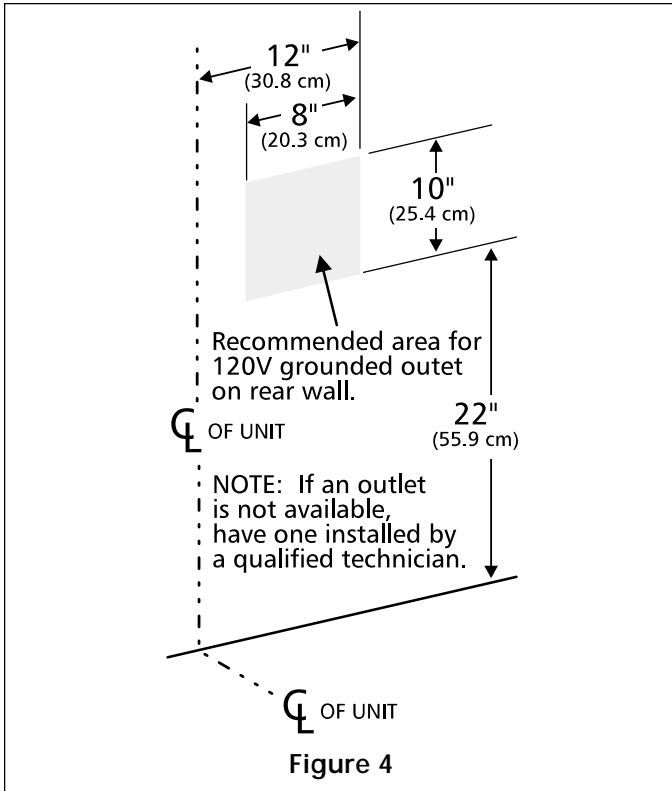 12"
(30.8 cm)
8"
(20.3 cm)
10"
(25.4 cm)
Recommended area for
120V grounded outet
on rear wall.
22"
(55.9 cm)
℄ OF UNIT
NOTE: If an outlet
is not available,
have one installed by
a qualified technician.
℄ OF UNIT
Figure 4